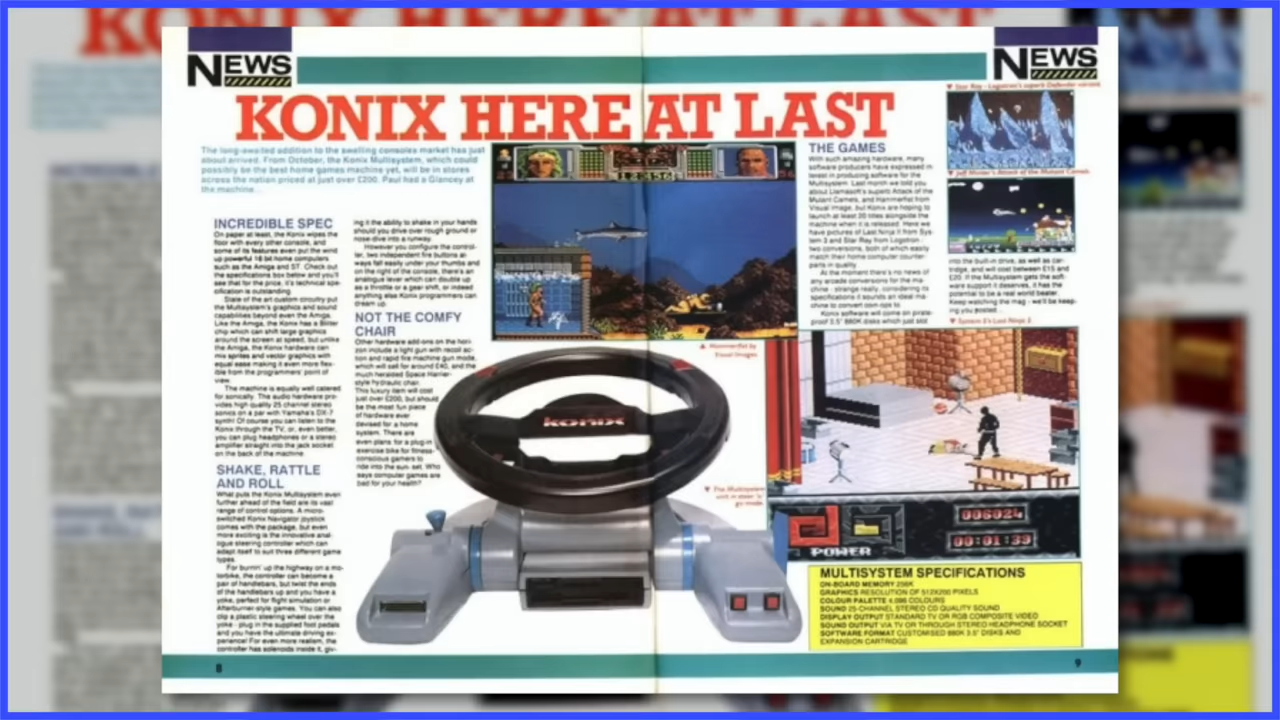 NEWS
NEWS
KONIX HERE AT LAST
The long-awaited addition to the swelling consoles market has just
about arrived. From October, the Konix Multisystem, which could
possibly be the best home games machine yet, will be in stores
across the nation priced at just over £200. Paul had a Glancey at
the machine...
INCREDIBLE SPEC
On paper at least, the Konix wipes the
floor with every other console, and
some of its features even put the wind
up powerful 16 bit home computers
such as the Amiga and ST. Check out
the specifications box below and you'll
see that for the price, it's technical spe-
cification is outstanding.
State of the art custom circuitry put
the Multisystem's graphics and sound
capabilities beyond even the Amiga.
Like the Amiga, the Konix has a Blitter
chip which can shift large graphics
around the screen at speed, but unlike
the Amiga, the Konix hardware can
mix sprites and vector graphics with
equal ease making it even more flex-
ible from the programmers' point of
view.
The machine is equally well catered
for sonically. The audio hardware pro-
vides high quality 25 channel stereo
sonics on a par with Yamaha's DX-7
synth! Of course you can listen to the
Konix through the TV, or, even better,
you can plug headphones or a stereo
amplifier straight into the jack socket
on the back of the machine.
SHAKE, RATTLE
AND ROLL
What puts the Konix Multisystem even
further ahead of the field are its vast
range of control options. A micro-
switched Konix Navigator joystick
comes with the package, but even
more exciting is the innovative anal-
ogue steering controller which can
adapt itself to suit three different game
types.
For burnin' up the highway on a mo-
torbike, the controller can become a
pair of handlebars, but twist the ends
of the handlebars up and you have a
yoke, perfect for flight simulation or
Afterburner-style games. You can also
clip a plastic steering wheel over the
yoke - plug in the supplied foot pedals
and you have the ultimate driving ex-
perience! For even more realism, the
controller has solenoids inside it, giv-
ing it the ability to shake in your hands
should you drive over rough ground or
nose-dive into a runway.
However you configure the control-
ler, two independent fire buttons al-
ways fall easily under your thumbs and
on the right of the console, there's an
analogue lever which can double up
as a throttle or a gear shift, or indeed
anything else Konix programmers can
dream up.
NOT THE COMFY
CHAIR
Other hardware add-ons on the hori-
zon include a light gun with recoil ac-
tion and rapid fire machine gun mode,
which will sell for around £40, and the
much heralded Space Harrier-
style hydraulic chair.
This luxury item will cost
just over £200, but should
be the most fun piece
of hardware ever
devised for a home
system. There are
even plans for a plug-in
exercise bike for fitness-
conscious gamers to
ride into the sun set. Who
says computer games are
bad for your health?
Hammerfist by
Visual Images
konix
The Multisystem
unit in steer 'n'
go mode.
THE GAMES
With such amazing hardware, many
software producers have expressed in-
terest in producing software for the
Multisystem. Last month we told you
about Llamasoft's superb Attack of the
Mutant Camels, and Hammerfist from
Visual Image, but Konix are hoping to
launch at least 20 titles alongside the
machine when it is released. Here we
have pictures of Last Ninja II from Sys-
tem 3 and Star Ray from Logotron -
two conversions, both of which easily
match their home computer counter-
parts in quality.
At the moment there's no news of
any arcade conversions for the ma-
chine - strange really, considering its
specifications it sounds an ideal ma-
chine to convert coin-ops to.
Konix software will come on pirate-
proof 3.5" 880K disks which just slot
Star Ray - Logotron's superb Defender variant
Jeff Minter's Attack of the Mutant Camels
into the built-in drive, as well as car-
tridge, and will cost between £15 and
£20. If the Multisystem gets the soft-
ware support it deserves, it has the
potential to be a real world beater.
Keep watching the mag - we'll be keep-
ing you posted...
System 3's Last Ninja 2
POWER
006024
00:01:33
MULTISYSTEM SPECIFICATIONS
ON-BOARD MEMORY 256K
GRAPHICS RESOLUTION OF 512X200 PIXELS
COLOUR PALETTE 4,096 COLOURS
SOUND 25-CHANNEL STEREO CD QUALITY SOUND
DISPLAY OUTPUT STANDARD TV OR RGB COMPOSITE VIDEO
SOUND OUTPUT VIA TV OR THROUGH STEREO HEADPHONE SOCKET
SOFTWARE FORMAT CUSTOMISED 880K 3.5" DISKS AND
EXPANSION CARTRIDGE
8
9